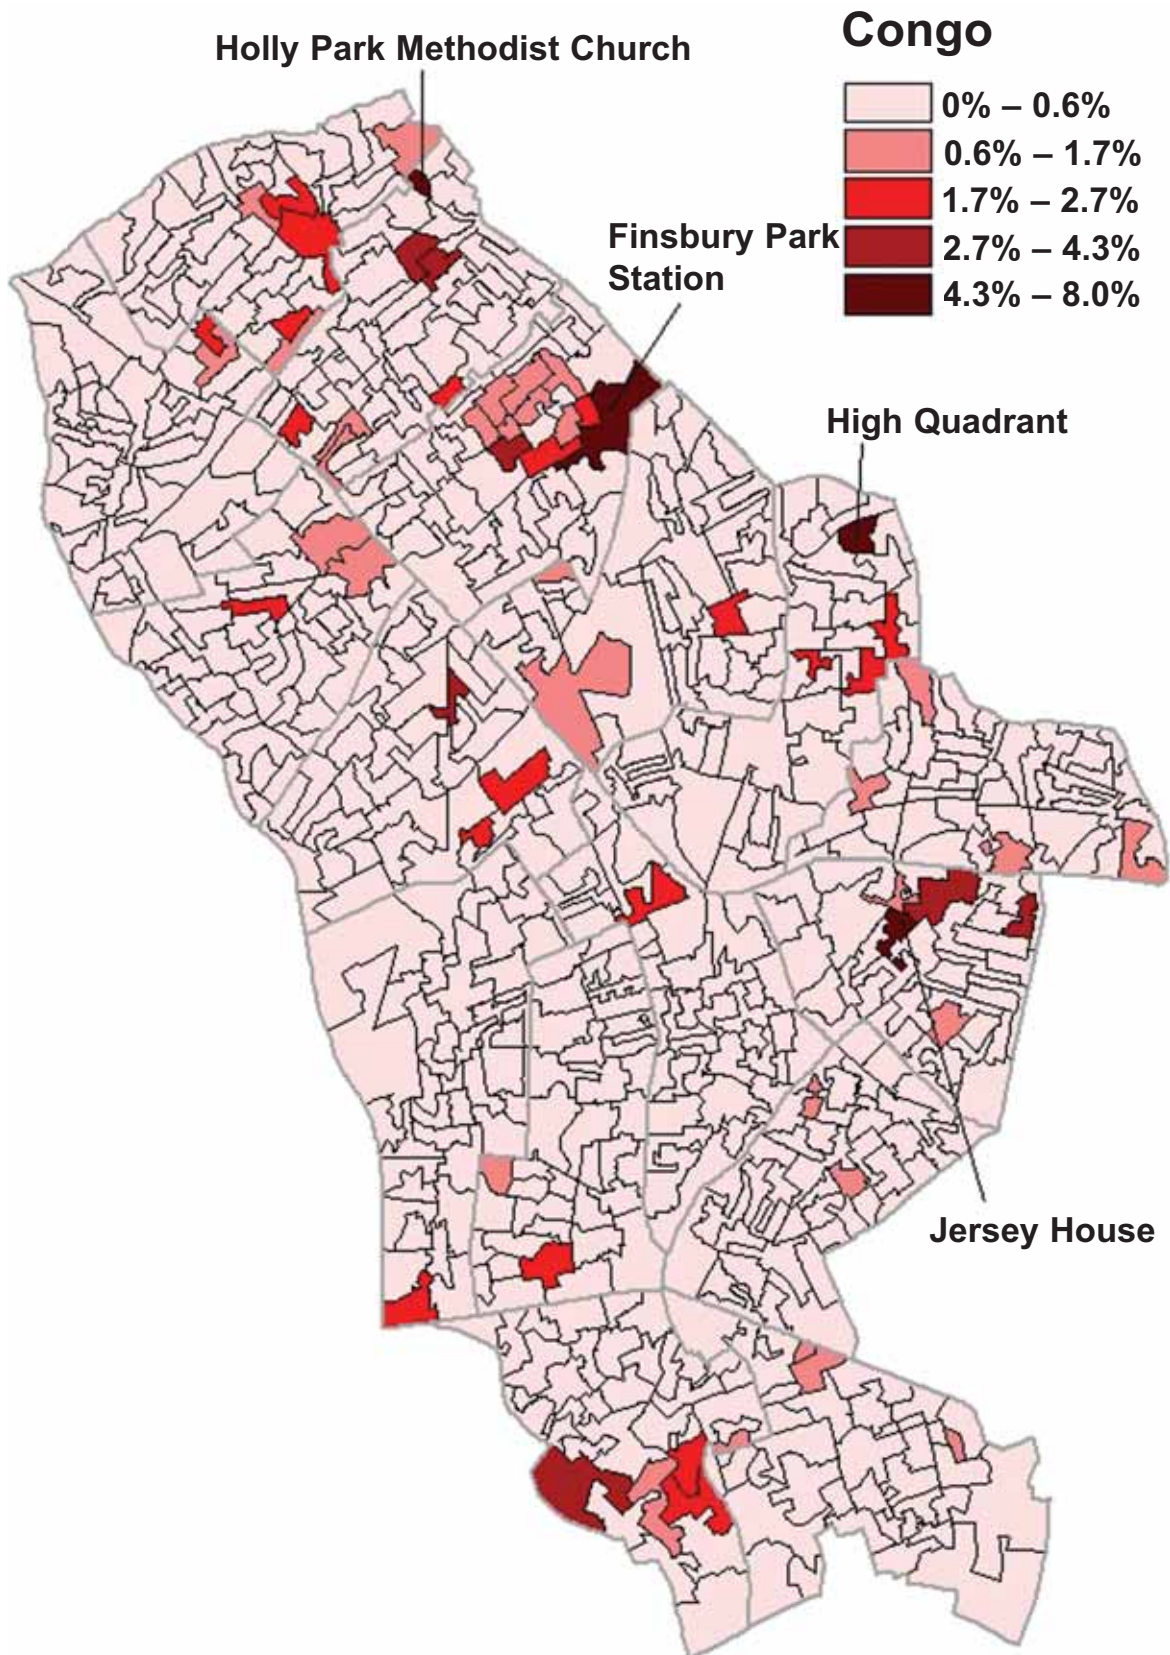 Congo
0% – 0.6%
0.6% – 1.7%
1.7% – 2.7%
2.7% – 4.3%
4.3% – 8.0%
Holly Park Methodist Church
Finsbury Park
Station
High Quadrant
Jersey House